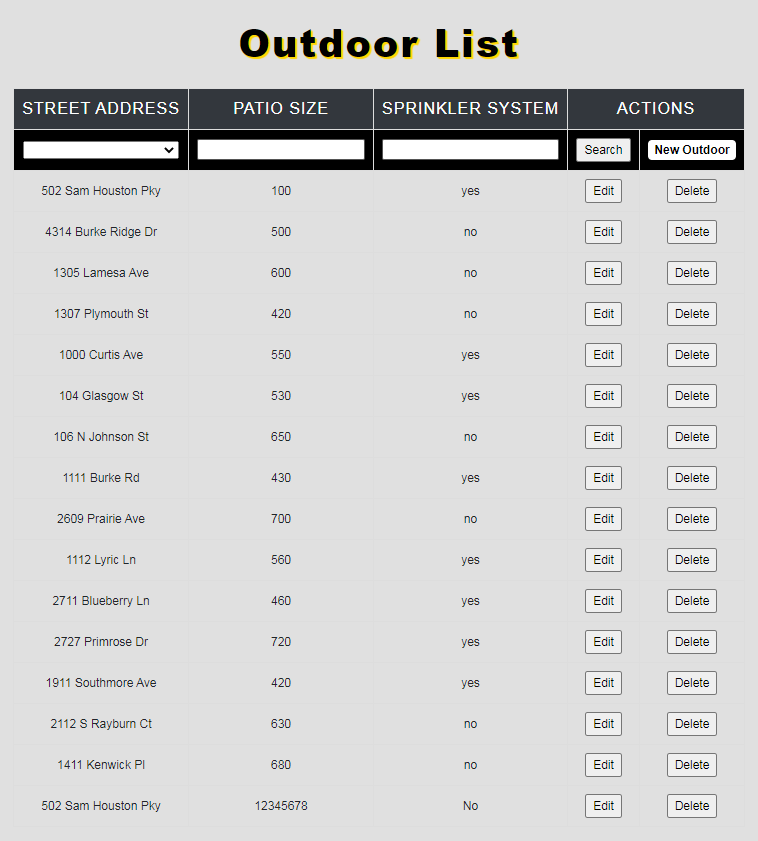 Outdoor List
STREET ADDRESS PATIO SIZE SPRINKLER SYSTEM ACTIONS
Search New Outdoor
502 Sam Houston Pky 100 yes Edit Delete
4314 Burke Ridge Dr 500 no Edit Delete
1305 Lamesa Ave 600 no Edit Delete
1307 Plymouth St 420 no Edit Delete
1000 Curtis Ave 550 yes Edit Delete
104 Glasgow St 530 yes Edit Delete
106 N Johnson St 650 no Edit Delete
1111 Burke Rd 430 yes Edit Delete
2609 Prairie Ave 700 no Edit Delete
1112 Lyric Ln 560 yes Edit Delete
2711 Blueberry Ln 460 yes Edit Delete
2727 Primrose Dr 720 yes Edit Delete
1911 Southmore Ave 420 yes Edit Delete
2112 S Rayburn Ct 630 no Edit Delete
1411 Kenwick Pl 680 no Edit Delete
502 Sam Houston Pky 12345678 No Edit Delete